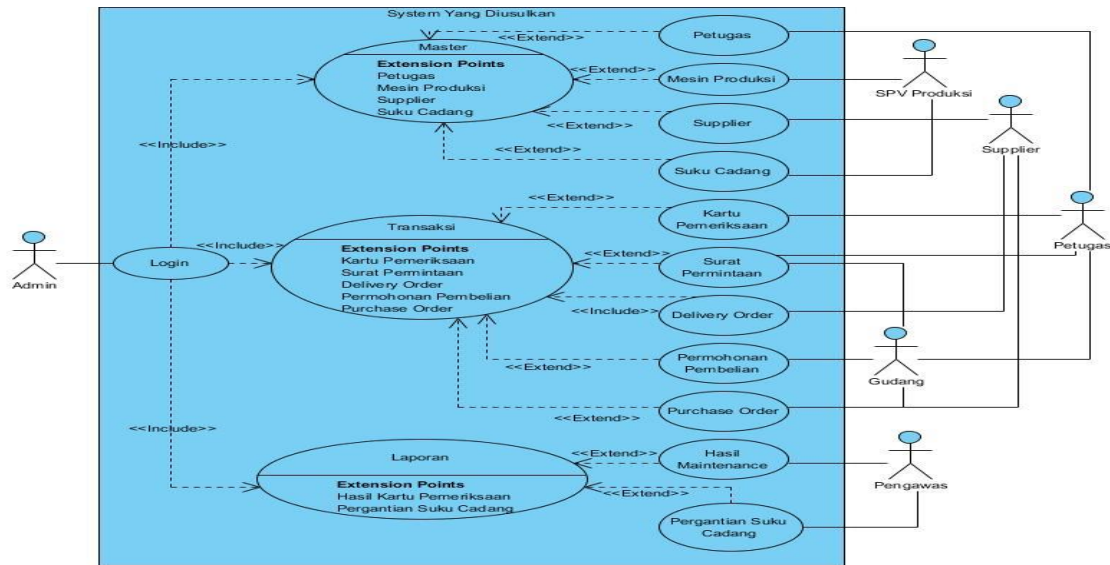 System Yang Diusulkan
<<Extend>>
Petugas
Master
Extension Points
Petugas
Mesin Produksi
Supplier
Suku Cadang
<<Extend>>
Mesin Produksi
SPV Produksi
Supplier
<<Extend>>
Supplier
<<Include>>
<<Extend>>
Suku Cadang
<<Extend>>
Kartu
Pemeriksaan
Petugas
Transaksi
Extension Points
Kartu Pemeriksaan
Surat Permintaan
Delivery Order
Permohonan Pembelian
Purchase Order
Admin
Login
<<Include>>
<<Extend>>
Surat
Permintaan
<<Include>>
Delivery Order
<<Extend>>
Permohonan
Pembelian
Gudang
<<Extend>>
Purchase Order
<<Include>>
Laporan
Extension Points
Hasil Kartu Pemeriksaan
Pergantian Suku Cadang
<<Extend>>
Hasil
Maintenance
Pengawas
<<Extend>>
Pergantian Suku
Cadang